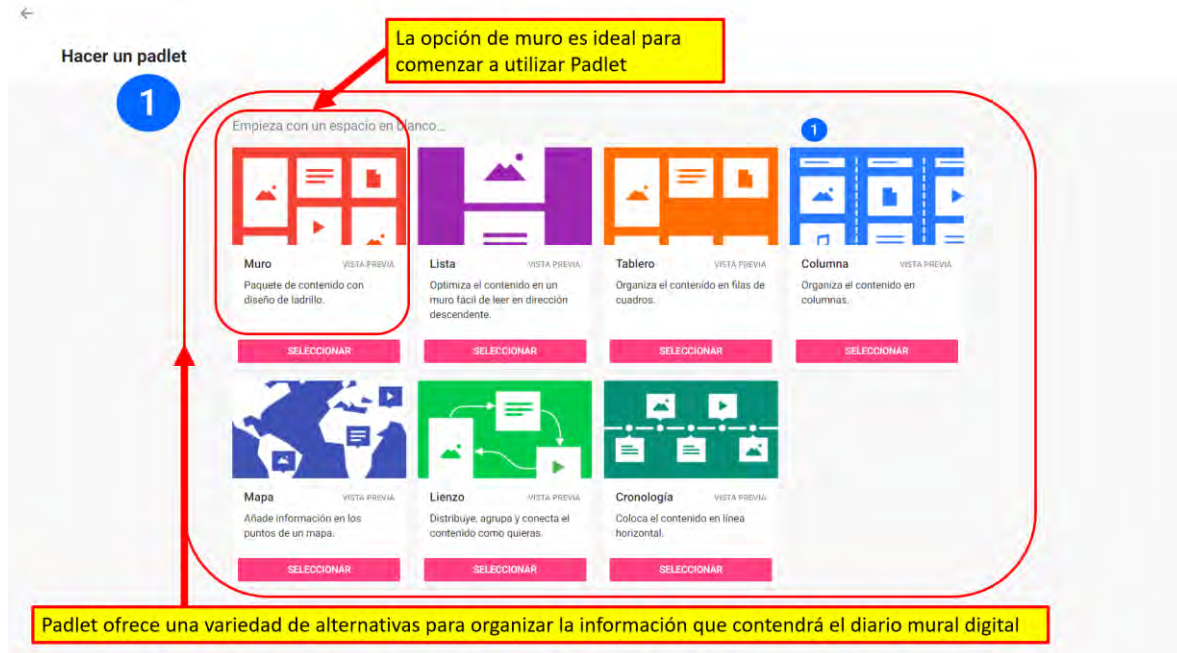 La opción de muro es ideal para
comenzar a utilizar Padlet
Hacer un padlet
1
Empieza con un espacio en blanco...
1
Muro VISTA PREVIA
Paquete de contenido con
diseño de ladrillo.
SELECCIONAR
Lista VISTA PREVIA
Optimiza el contenido en un
muro fácil de leer en dirección
descendente.
SELECCIONAR
Tablero VISTA PREVIA
Organiza el contenido en filas de
cuadros.
SELECCIONAR
Columna VISTA PREVIA
Organiza el contenido en
columnas.
SELECCIONAR
Mapa VISTA PREVIA
Añade información en los
puntos de un mapa.
SELECCIONAR
Lienzo VISTA PREVIA
Distribuye, agrupa y conecta el
contenido como quieras.
SELECCIONAR
Cronología VISTA PREVIA
Coloca el contenido en línea
horizontal.
SELECCIONAR
Padlet ofrece una variedad de alternativas para organizar la información que contendrá el diario mural digital